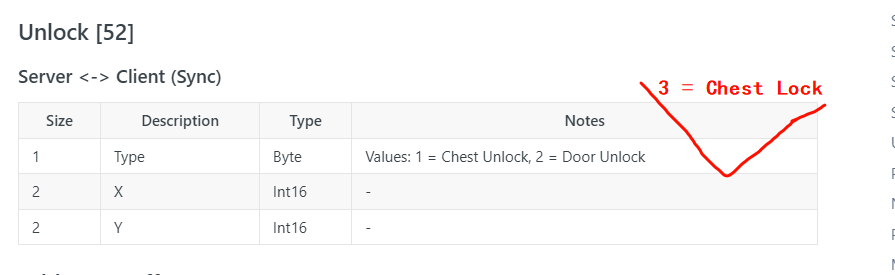 Unlock [52]
Server <-> Client (Sync)
3 = Chest Lock
Size Description Type Notes
1 Type Byte Values: 1 = Chest Unlock, 2 = Door Unlock
2 X Int16 -
2 Y Int16 -